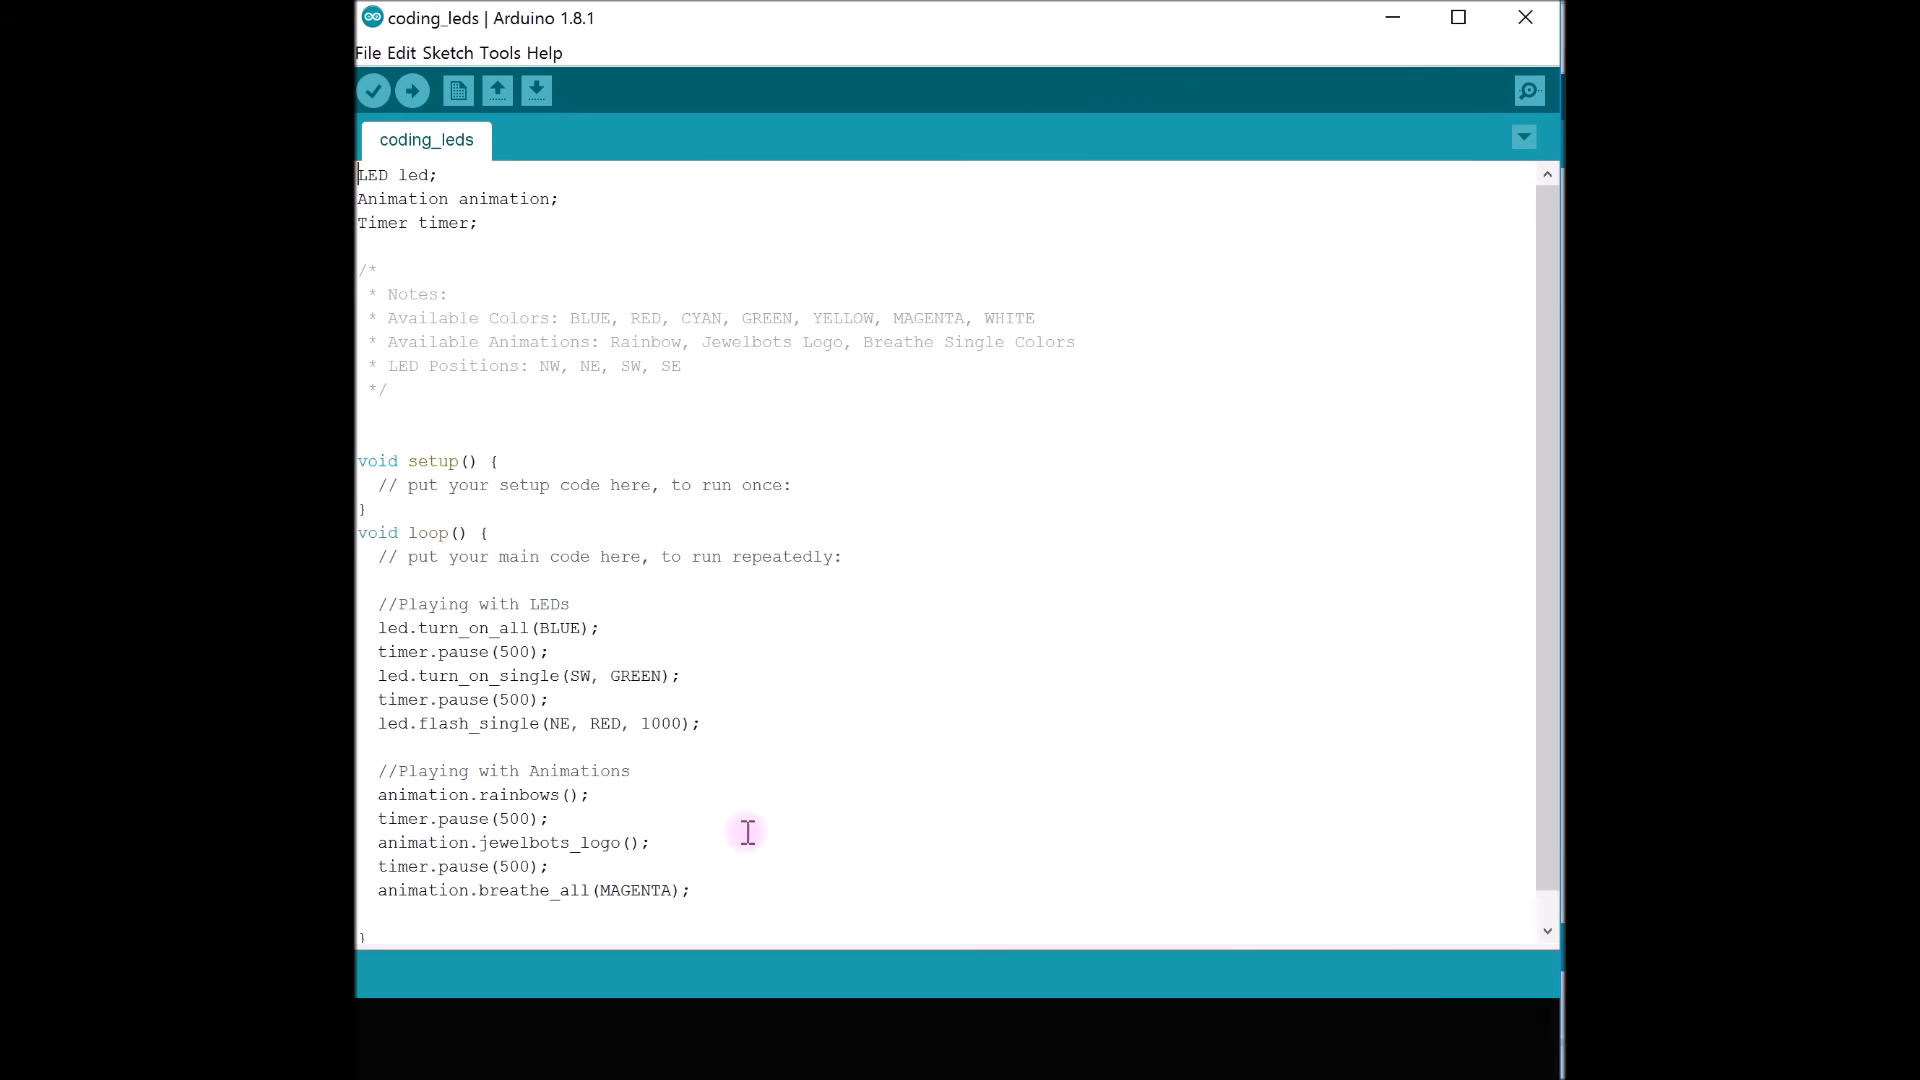 coding_leds | Arduino 1.8.1
File Edit Sketch Tools Help
coding_leds
LED led;
Animation animation;
Timer timer;
/*
* Notes:
* Available Colors: BLUE, RED, CYAN, GREEN, YELLOW, MAGENTA, WHITE
* Available Animations: Rainbow, Jewelbots Logo, Breathe Single Colors
* LED Positions: NW, NE, SW, SE
*/
void setup() {
// put your setup code here, to run once:
}
void loop() {
// put your main code here, to run repeatedly:
//Playing with LEDs
led.turn_on_all(BLUE);
timer.pause(500);
led.turn_on_single(SW, GREEN);
timer.pause(500);
led.flash_single(NE, RED, 1000);
//Playing with Animations
animation.rainbows();
timer.pause(500);
animation.jewelbots_logo();
timer.pause(500);
animation.breathe_all(MAGENTA);
}